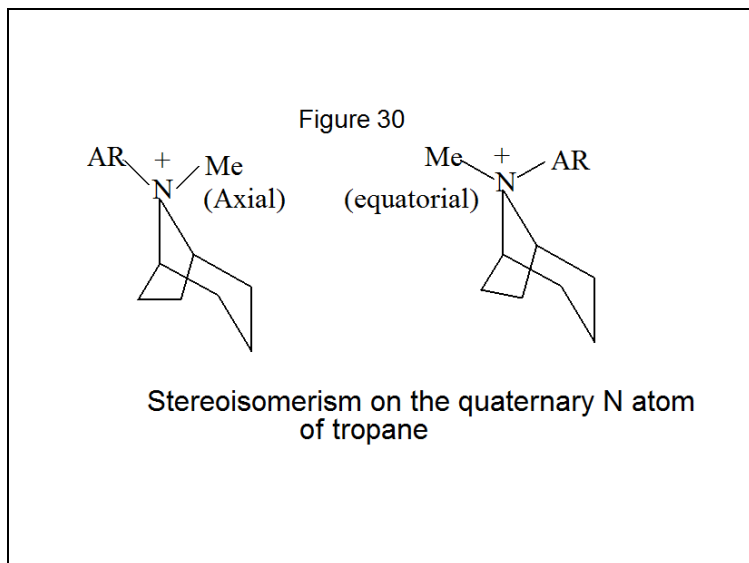 Figure 30
AR + Me
N (Axial)
Me + AR
(equatorial) N
Stereoisomerism on the quaternary N atom
of tropane